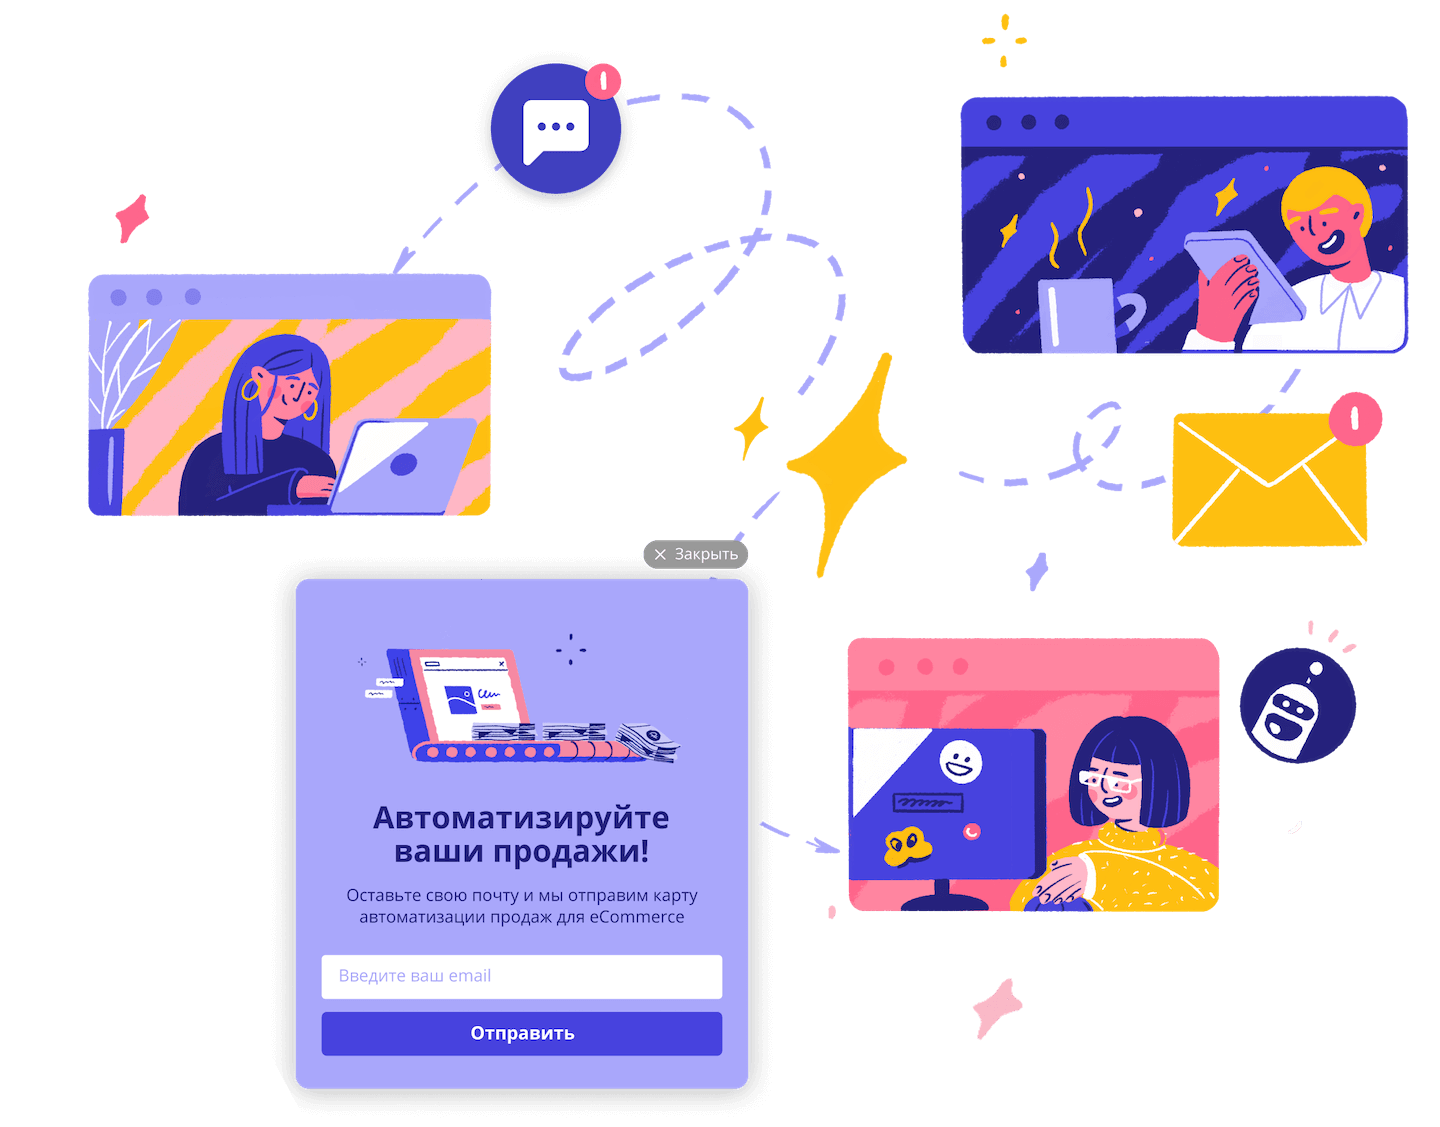 Закрыть
Автоматизируйте
ваши продажи!
Оставьте свою почту и мы отправим карту
автоматизации продаж для eCommerce
Введите ваш email
Отправить